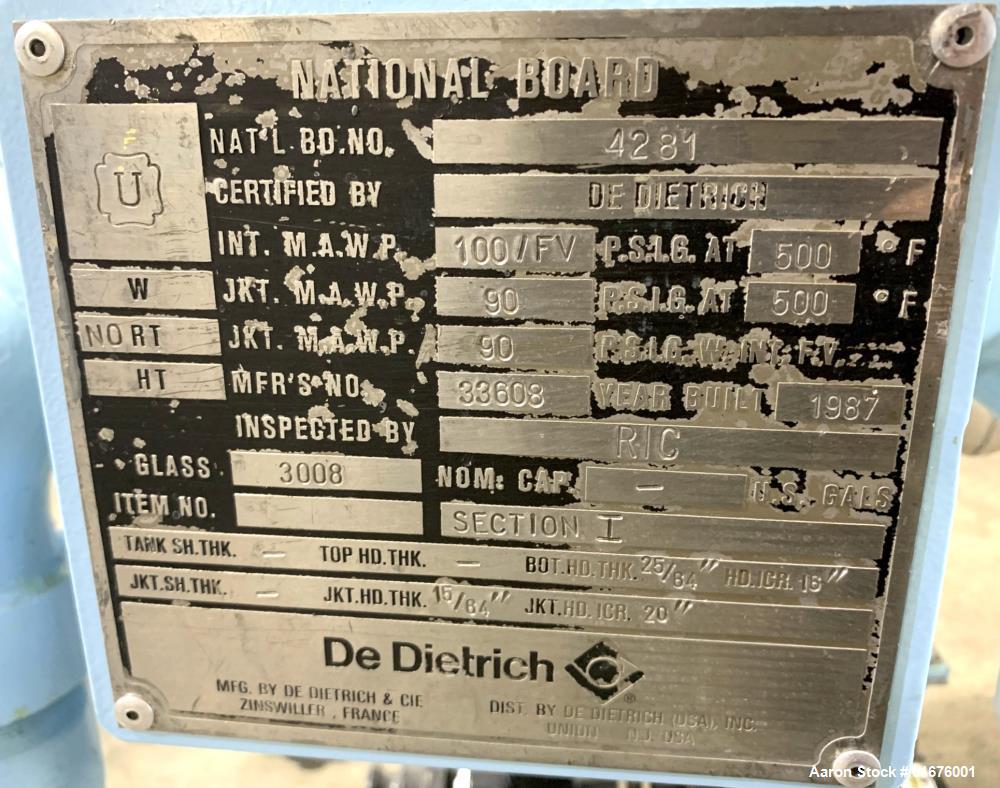 NATIONAL BOARD
U
NAT'L BD. NO. 4281
CERTIFIED BY DE DIETRICH
INT. M.A.W.P. 100/FV P.S.I.G. AT 500 °F
W JKT. M.A.W.P. 90 P.S.I.G. AT 500 °F
NO RT JKT. M.A.W.P. 90 P.S.I.G. W. INT. F.V.
HT MFR'S NO. 33608 YEAR BUILT 1987
INSPECTED BY RIC
GLASS 3008 NOM. CAP. - U.S. GALS
ITEM NO. SECTION I
TANK SH.THK. - TOP HD.THK. - BOT.HD.THK. 25/64" HD.ICR. 16"
JKT.SH.THK. - JKT.HD.THK. 15/64" JKT.HD.ICR. 20"
De Dietrich ®
MFG. BY DE DIETRICH & CIE
ZINSWILLER, FRANCE
DIST. BY DE DIETRICH (USA), INC.
UNION N.J. USA